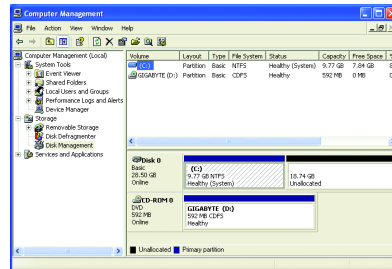 Computer Management
File Action View Window Help
Computer Management (Local)
System Tools
Event Viewer
Shared Folders
Local Users and Groups
Performance Logs and Alerts
Device Manager
Storage
Removable Storage
Disk Defragmenter
Disk Management
Services and Applications
Volume Layout Type File System Status Capacity Free Space
(C:) Partition Basic NTFS Healthy (System) 9.77 GB 7.84 GB
GIGABYTE (D:) Partition Basic CDFS Healthy 592 MB 0 MB
Disk 0
Basic
28.50 GB
Online
(C:)
9.77 GB NTFS
Healthy (System)
18.74 GB
Unallocated
CD-ROM 0
DVD
592 MB
Online
GIGABYTE (D:)
592 MB CDFS
Healthy
Unallocated Primary partition